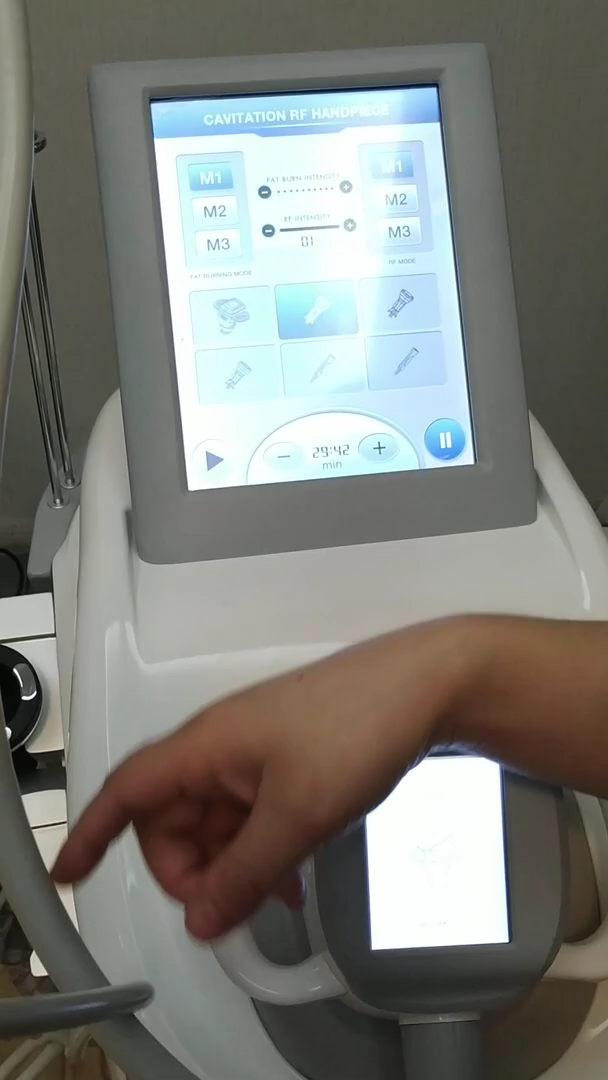 CAVITATION RF HANDPIECE
M1
M2
M3
FAT BURN INTENSITY
RF INTENSITY
01
M1
M2
M3
FAT BURNING MODE
RF MODE
29:42
min